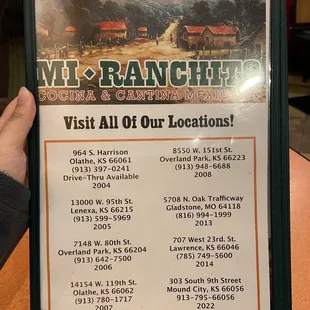 MI • RANCHITO
COCINA & CANTINA MEXICANA
Visit All Of Our Locations!
964 S. Harrison
Olathe, KS 66061
(913) 397-0241
Drive-Thru Available
2004
13000 W. 95th St.
Lenexa, KS 66215
(913) 599-5969
2005
7148 W. 80th St.
Overland Park, KS 66204
(913) 642-7500
2006
14154 W. 119th St.
Olathe, KS 66062
(913) 780-1717
2007
8550 W. 151st St.
Overland Park, KS 66223
(913) 948-6688
2008
5708 N. Oak Trafficway
Gladstone, MO 64118
(816) 994-1999
2013
707 West 23rd. St.
Lawrence, KS 66046
(785) 749-5600
2014
303 South 9th Street
Mound City, KS 66056
913-795-66056
2022